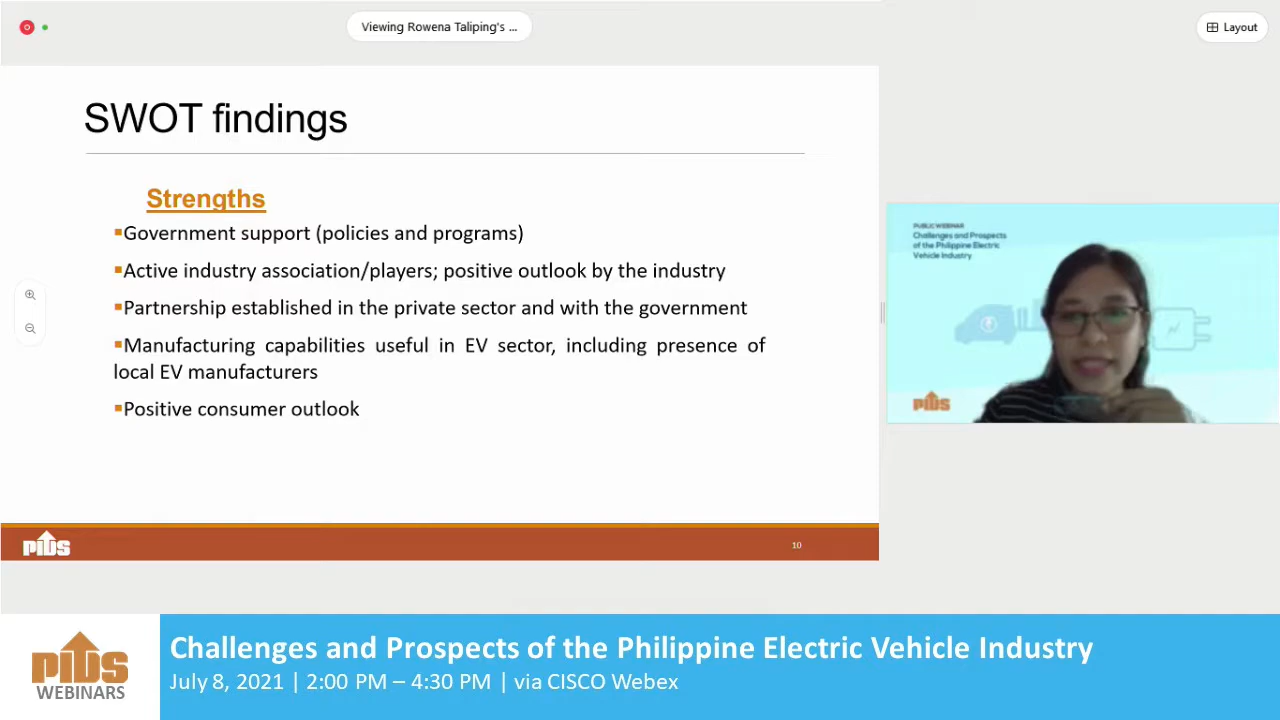 Viewing Rowena Taliping's ...
Layout
SWOT findings
Strengths
▪Government support (policies and programs)
▪Active industry association/players; positive outlook by the industry
▪Partnership established in the private sector and with the government
▪Manufacturing capabilities useful in EV sector, including presence of
local EV manufacturers
▪Positive consumer outlook
PIDS
10
PUBLIC WEBINAR
Challenges and Prospects
of the Philippine Electric
Vehicle Industry
PIDS
PIDS
WEBINARS
Challenges and Prospects of the Philippine Electric Vehicle Industry
July 8, 2021 | 2:00 PM – 4:30 PM | via CISCO Webex